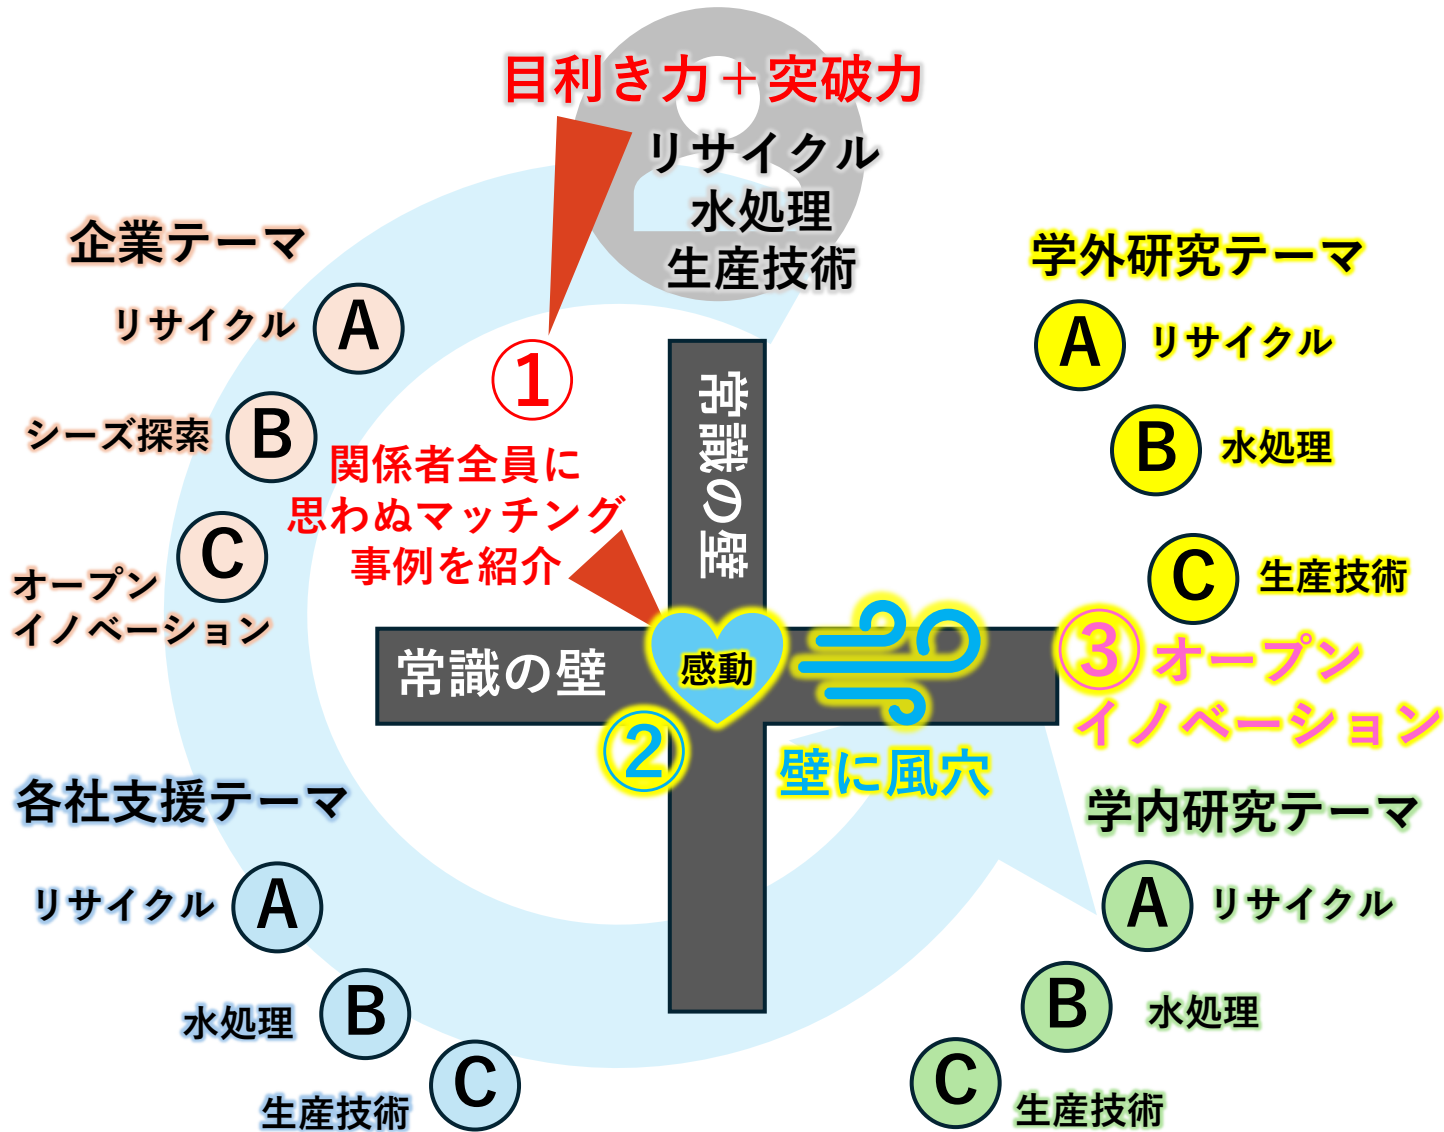 目利き力＋突破力
リサイクル
水処理
生産技術
企業テーマ
リサイクル
A
シーズ探索
B
オープン
イノベーション
C
学外研究テーマ
A
リサイクル
B
水処理
C
生産技術
①
関係者全員に
思わぬマッチング
事例を紹介
常識の壁
常識の壁
感動
②
壁に風穴
③オープン
イノベーション
各社支援テーマ
リサイクル
A
水処理
B
生産技術
C
学内研究テーマ
A
リサイクル
B
水処理
C
生産技術